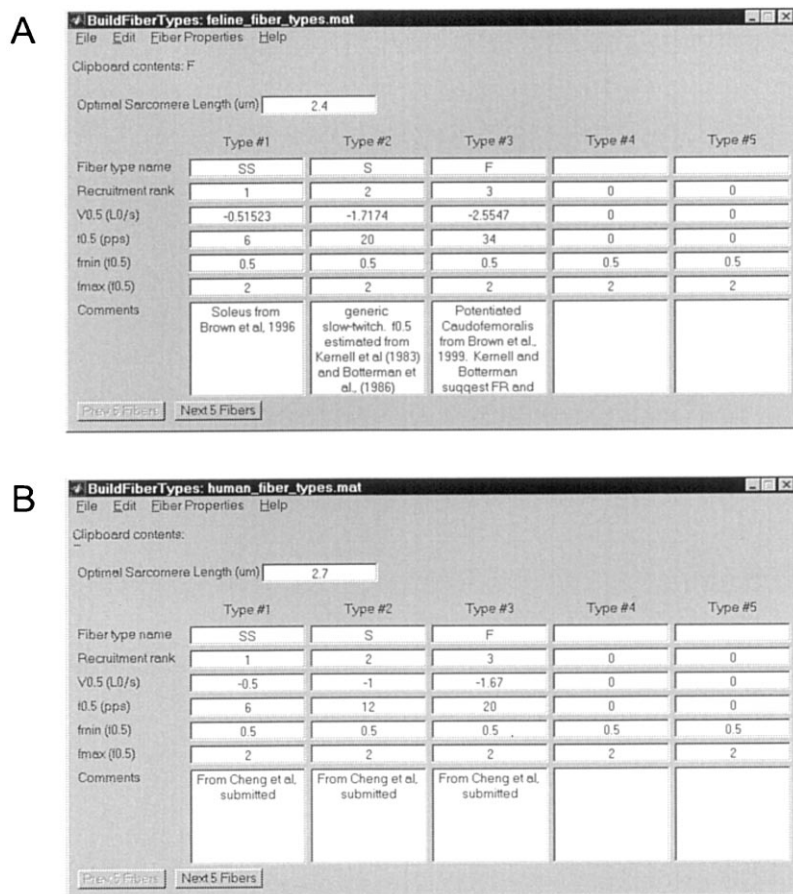 A
BuildFiberTypes: feline_fiber_types.mat
File Edit Fiber Properties Help
Clipboard contents: F
Optimal Sarcomere Length (um) 2.4
Type #1 Type #2 Type #3 Type #4 Type #5
Fiber type name SS S F
Recruitment rank 1 2 3 0 0
V0.5 (L0/s) -0.51523 -1.7174 -2.5547 0 0
f0.5 (pps) 6 20 34 0 0
fmin (f0.5) 0.5 0.5 0.5 0.5 0.5
fmax (f0.5) 2 2 2 2 2
Comments
Soleus from
Brown et al, 1996
generic
slow-twitch. f0.5
estimated from
Kernell et al (1983)
and Botterman et
al., (1986)
Potentiated
Caudofemoralis
from Brown et al.,
1999. Kernell and
Botterman
suggest FR and
Prev 5 Fibers Next 5 Fibers
B
BuildFiberTypes: human_fiber_types.mat
File Edit Fiber Properties Help
Clipboard contents:
Optimal Sarcomere Length (um) 2.7
Type #1 Type #2 Type #3 Type #4 Type #5
Fiber type name SS S F
Recruitment rank 1 2 3 0 0
V0.5 (L0/s) -0.5 -1 -1.67 0 0
f0.5 (pps) 6 12 20 0 0
fmin (f0.5) 0.5 0.5 0.5 0.5 0.5
fmax (f0.5) 2 2 2 2 2
Comments
From Cheng et al,
submitted
From Cheng et al,
submitted
From Cheng et al,
submitted
Prev 5 Fibers Next 5 Fibers